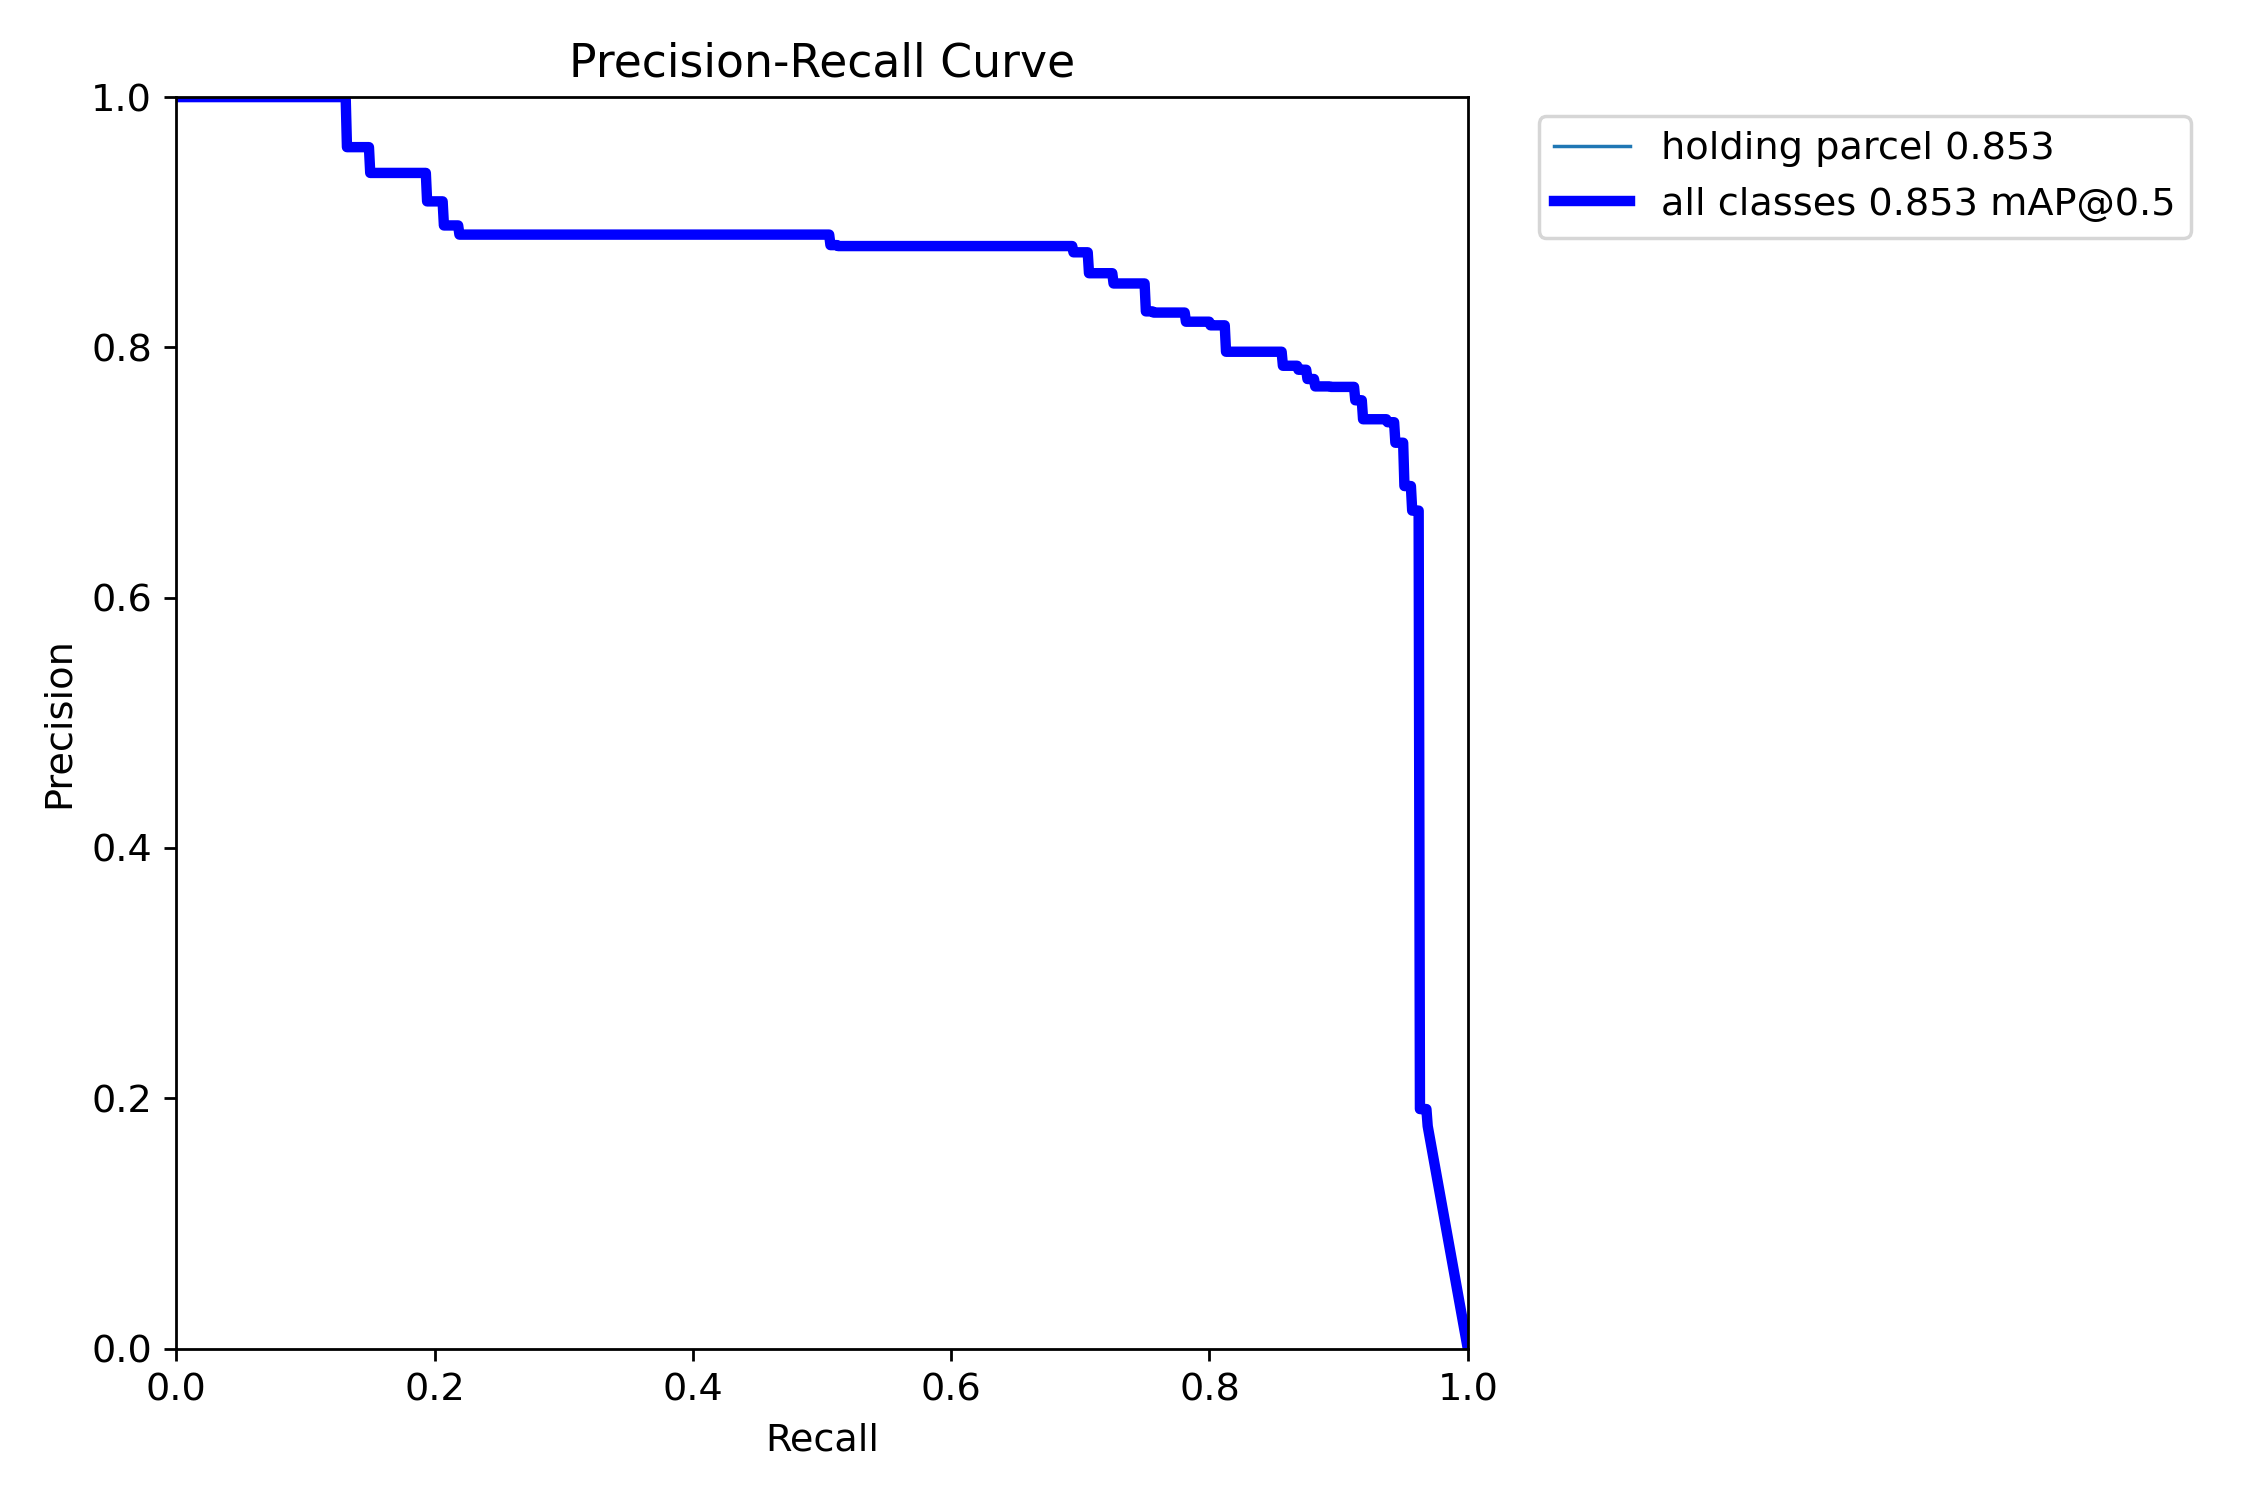 Precision-Recall Curve
1.0
0.8
0.6
0.4
0.2
0.0
Precision
0.0 0.2 0.4 0.6 0.8 1.0
Recall
holding parcel 0.853
all classes 0.853 mAP@0.5